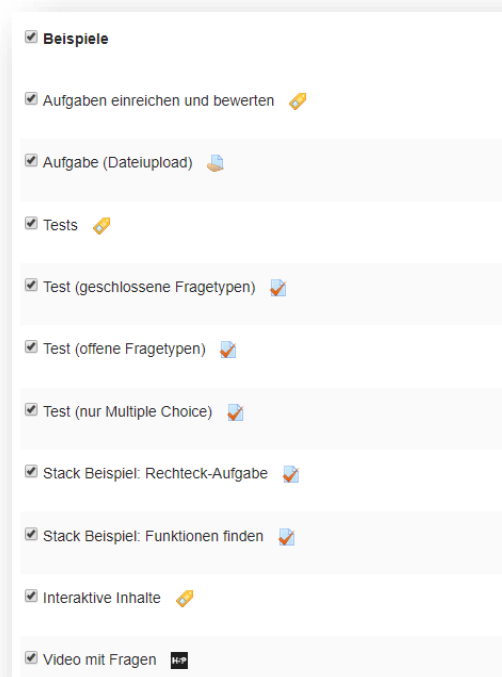 Beispiele
Aufgaben einreichen und bewerten
Aufgabe (Dateiupload)
Tests
Test (geschlossene Fragetypen)
Test (offene Fragetypen)
Test (nur Multiple Choice)
Stack Beispiel: Rechteck-Aufgabe
Stack Beispiel: Funktionen finden
Interaktive Inhalte
Video mit Fragen H5P